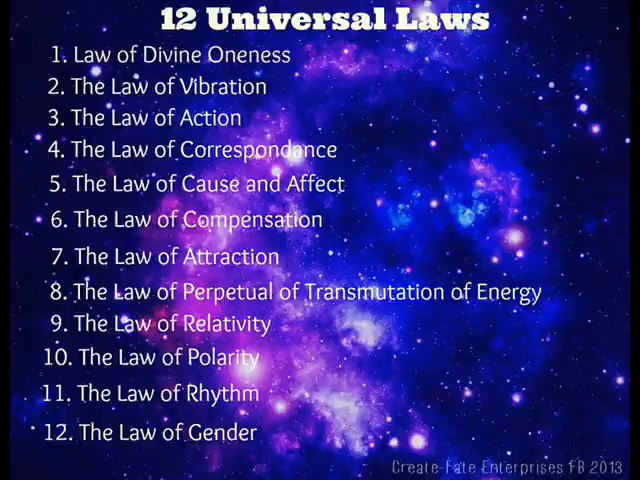 12 Universal Laws
1. Law of Divine Oneness
2. The Law of Vibration
3. The Law of Action
4. The Law of Correspondance
5. The Law of Cause and Affect
6. The Law of Compensation
7. The Law of Attraction
8. The Law of Perpetual of Transmutation of Energy
9. The Law of Relativity
10. The Law of Polarity
11. The Law of Rhythm
12. The Law of Gender
Create-Fate Enterprises FB 2013